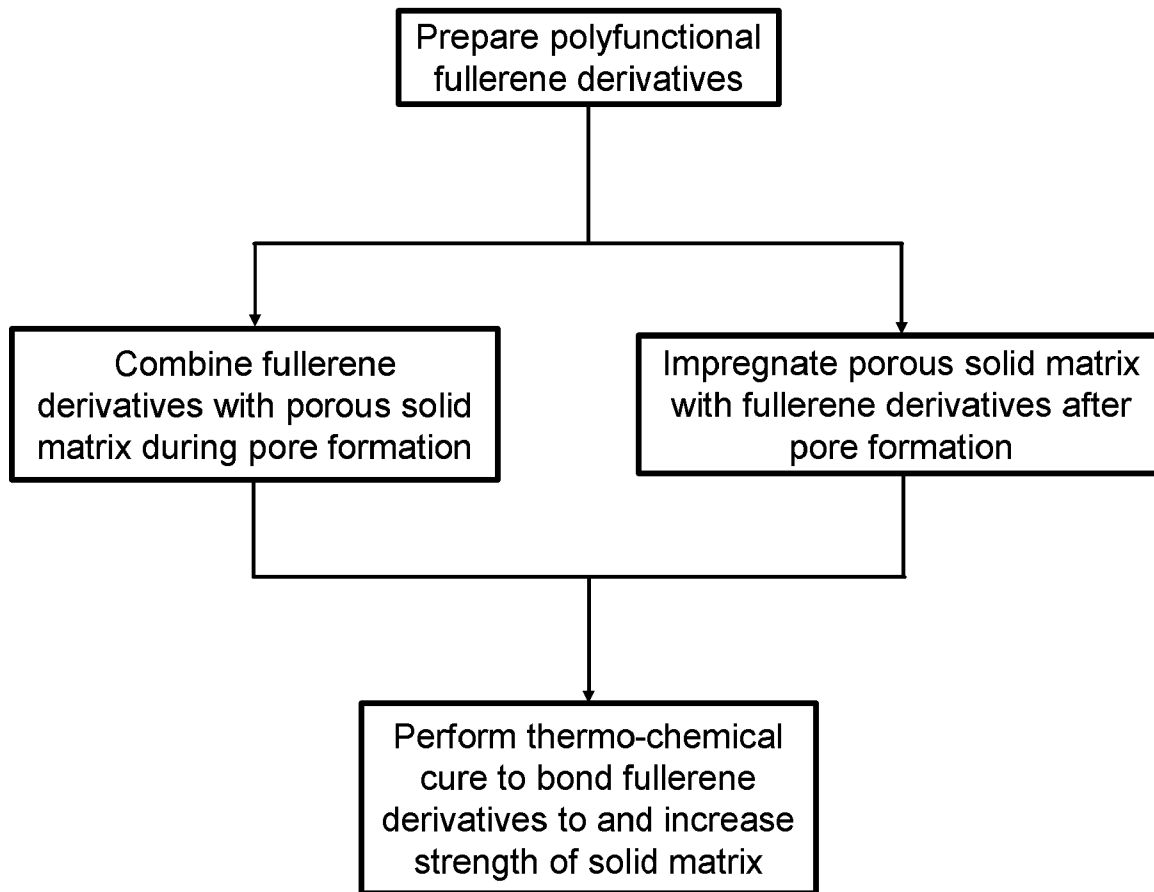 Prepare polyfunctional
fullerene derivatives
Combine fullerene
derivatives with porous solid
matrix during pore formation
Impregnate porous solid matrix
with fullerene derivatives after
pore formation
Perform thermo-chemical
cure to bond fullerene
derivatives to and increase
strength of solid matrix